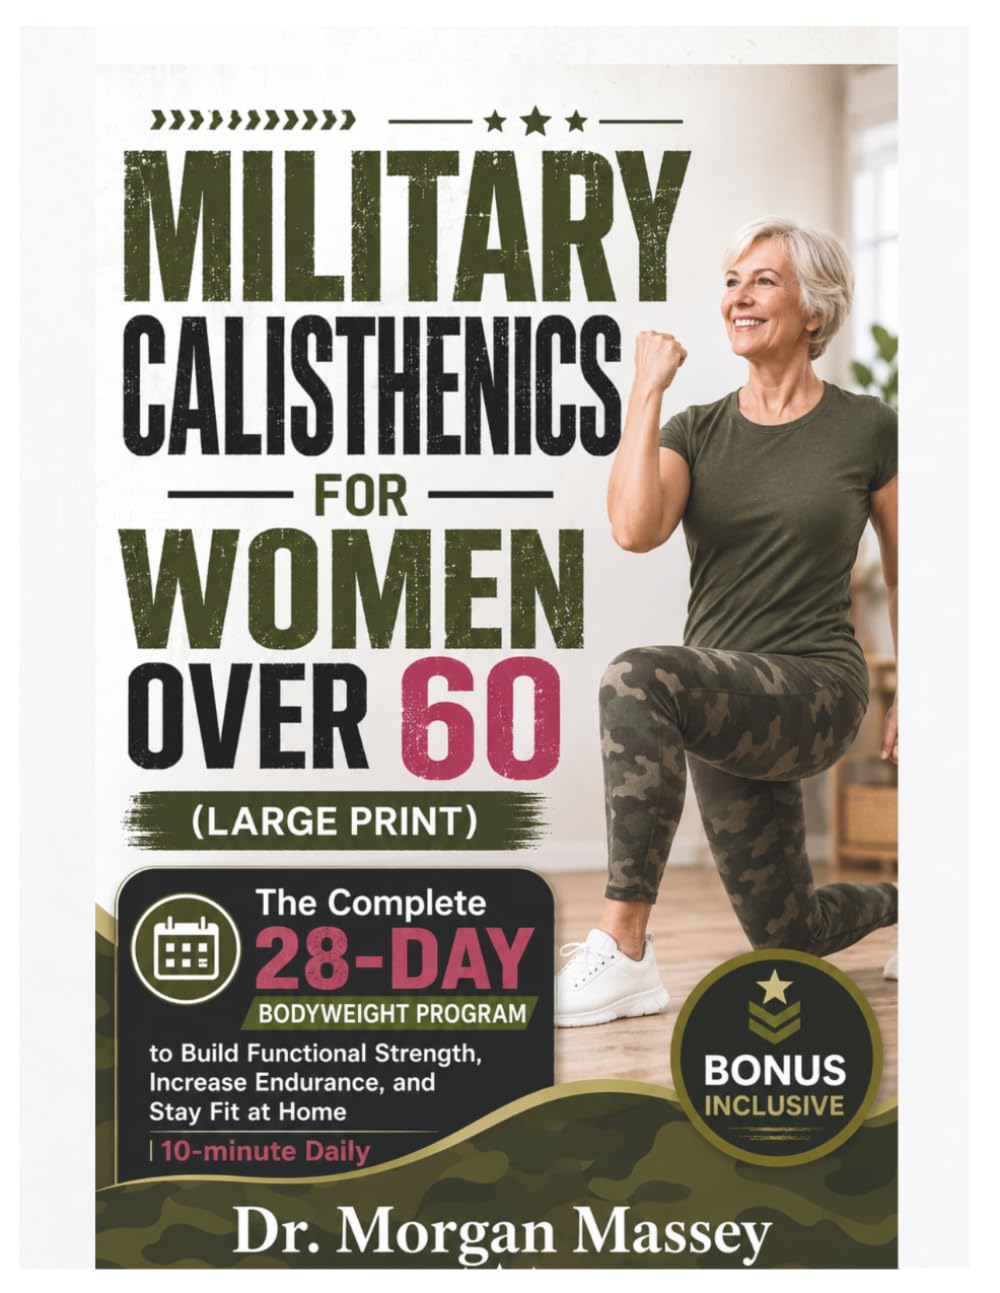 MILITARY
CALISTHENICS
FOR
WOMEN
OVER 60
(LARGE PRINT)
The Complete
28-DAY
BODYWEIGHT PROGRAM
to Build Functional Strength,
Increase Endurance, and
Stay Fit at Home
| 10-minute Daily
BONUS
INCLUSIVE
Dr. Morgan Massey